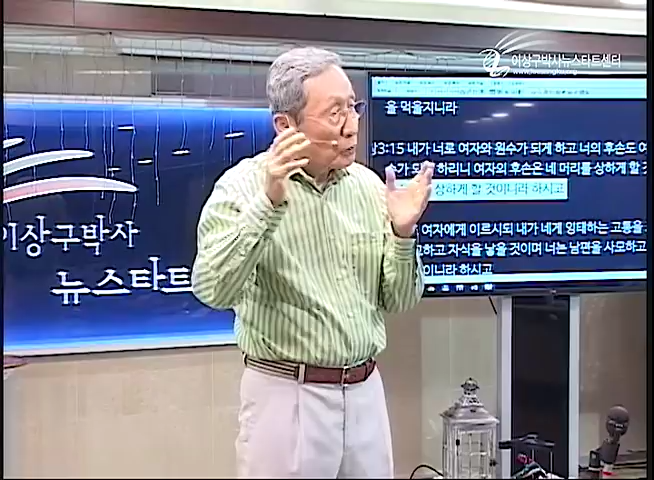 이상구박사뉴스타트센터
을 먹을지니라
3:15 내가 너로 여자와 원수가 되게 하고 너의 후손도 여
되게 하리니 여자의 후손은 네 머리를 상하게 할
상하게 할 것이니라 하시고
여자에게 이르시되 내가 네게 잉태하는 고통을
하고 자식을 낳을 것이며 너는 남편을 사모하고
이니라 하시고
이상구박사
뉴스타트